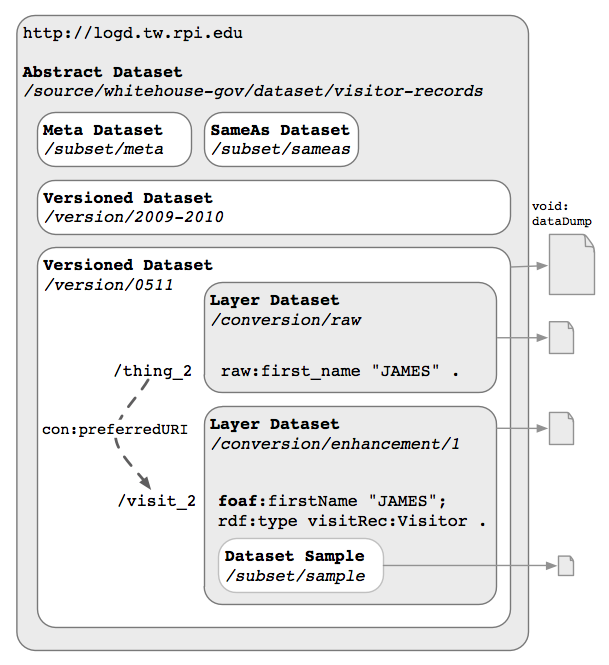 http://logd.tw.rpi.edu
Abstract Dataset
/source/whitehouse-gov/dataset/visitor-records
Meta Dataset
/subset/meta
SameAs Dataset
/subset/sameas
Versioned Dataset
/version/2009-2010
void:
dataDump
Versioned Dataset
/version/0511
Layer Dataset
/conversion/raw
/thing_2 raw:first_name "JAMES" .
con:preferredURI
Layer Dataset
/conversion/enhancement/1
/visit_2 foaf:firstName "JAMES";
rdf:type visitRec:Visitor .
Dataset Sample
/subset/sample